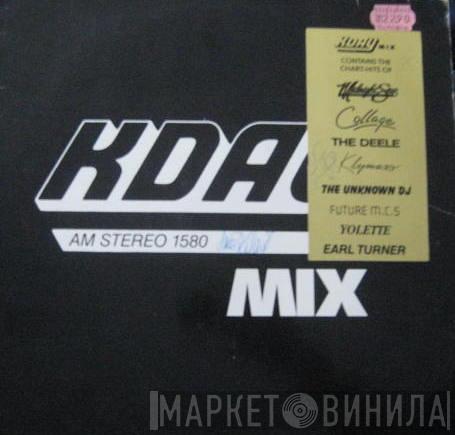 KDAY MIX
CONTAINS THE
CHART-HITS OF
Midnight Star
Collage
THE DEELE
Klymaxx
THE UNKNOWN DJ
FUTURE M.C.S
YOLETTE
EARL TURNER
KDAY
AM STEREO 1580
MIX
МАРКЕТ ВИНИЛА